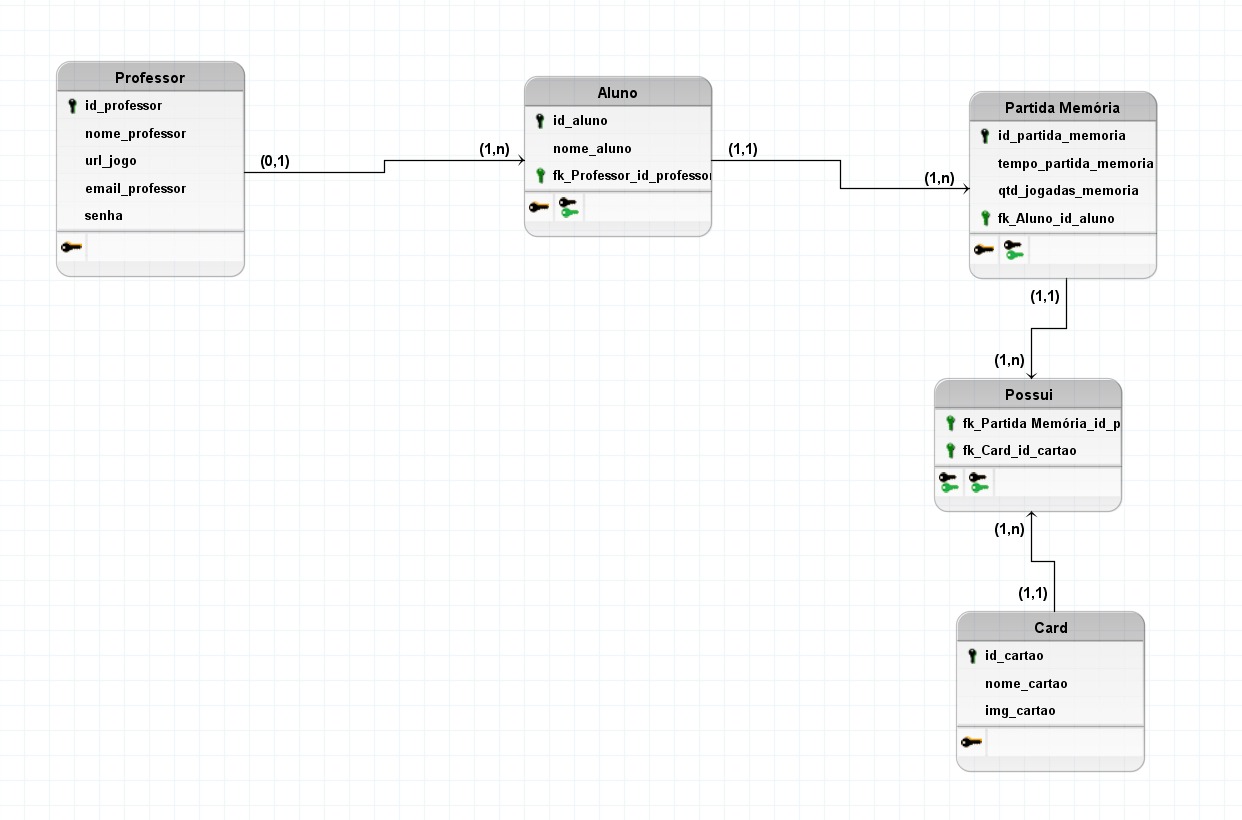 Professor
id_professor
nome_professor
url_jogo
email_professor
senha
(0,1)
(1,n)
Aluno
id_aluno
nome_aluno
fk_Professor_id_professor
(1,1)
(1,n)
Partida Memória
id_partida_memoria
tempo_partida_memoria
qtd_jogadas_memoria
fk_Aluno_id_aluno
(1,1)
(1,n)
Possui
fk_Partida Memória_id_p
fk_Card_id_cartao
(1,n)
(1,1)
Card
id_cartao
nome_cartao
img_cartao